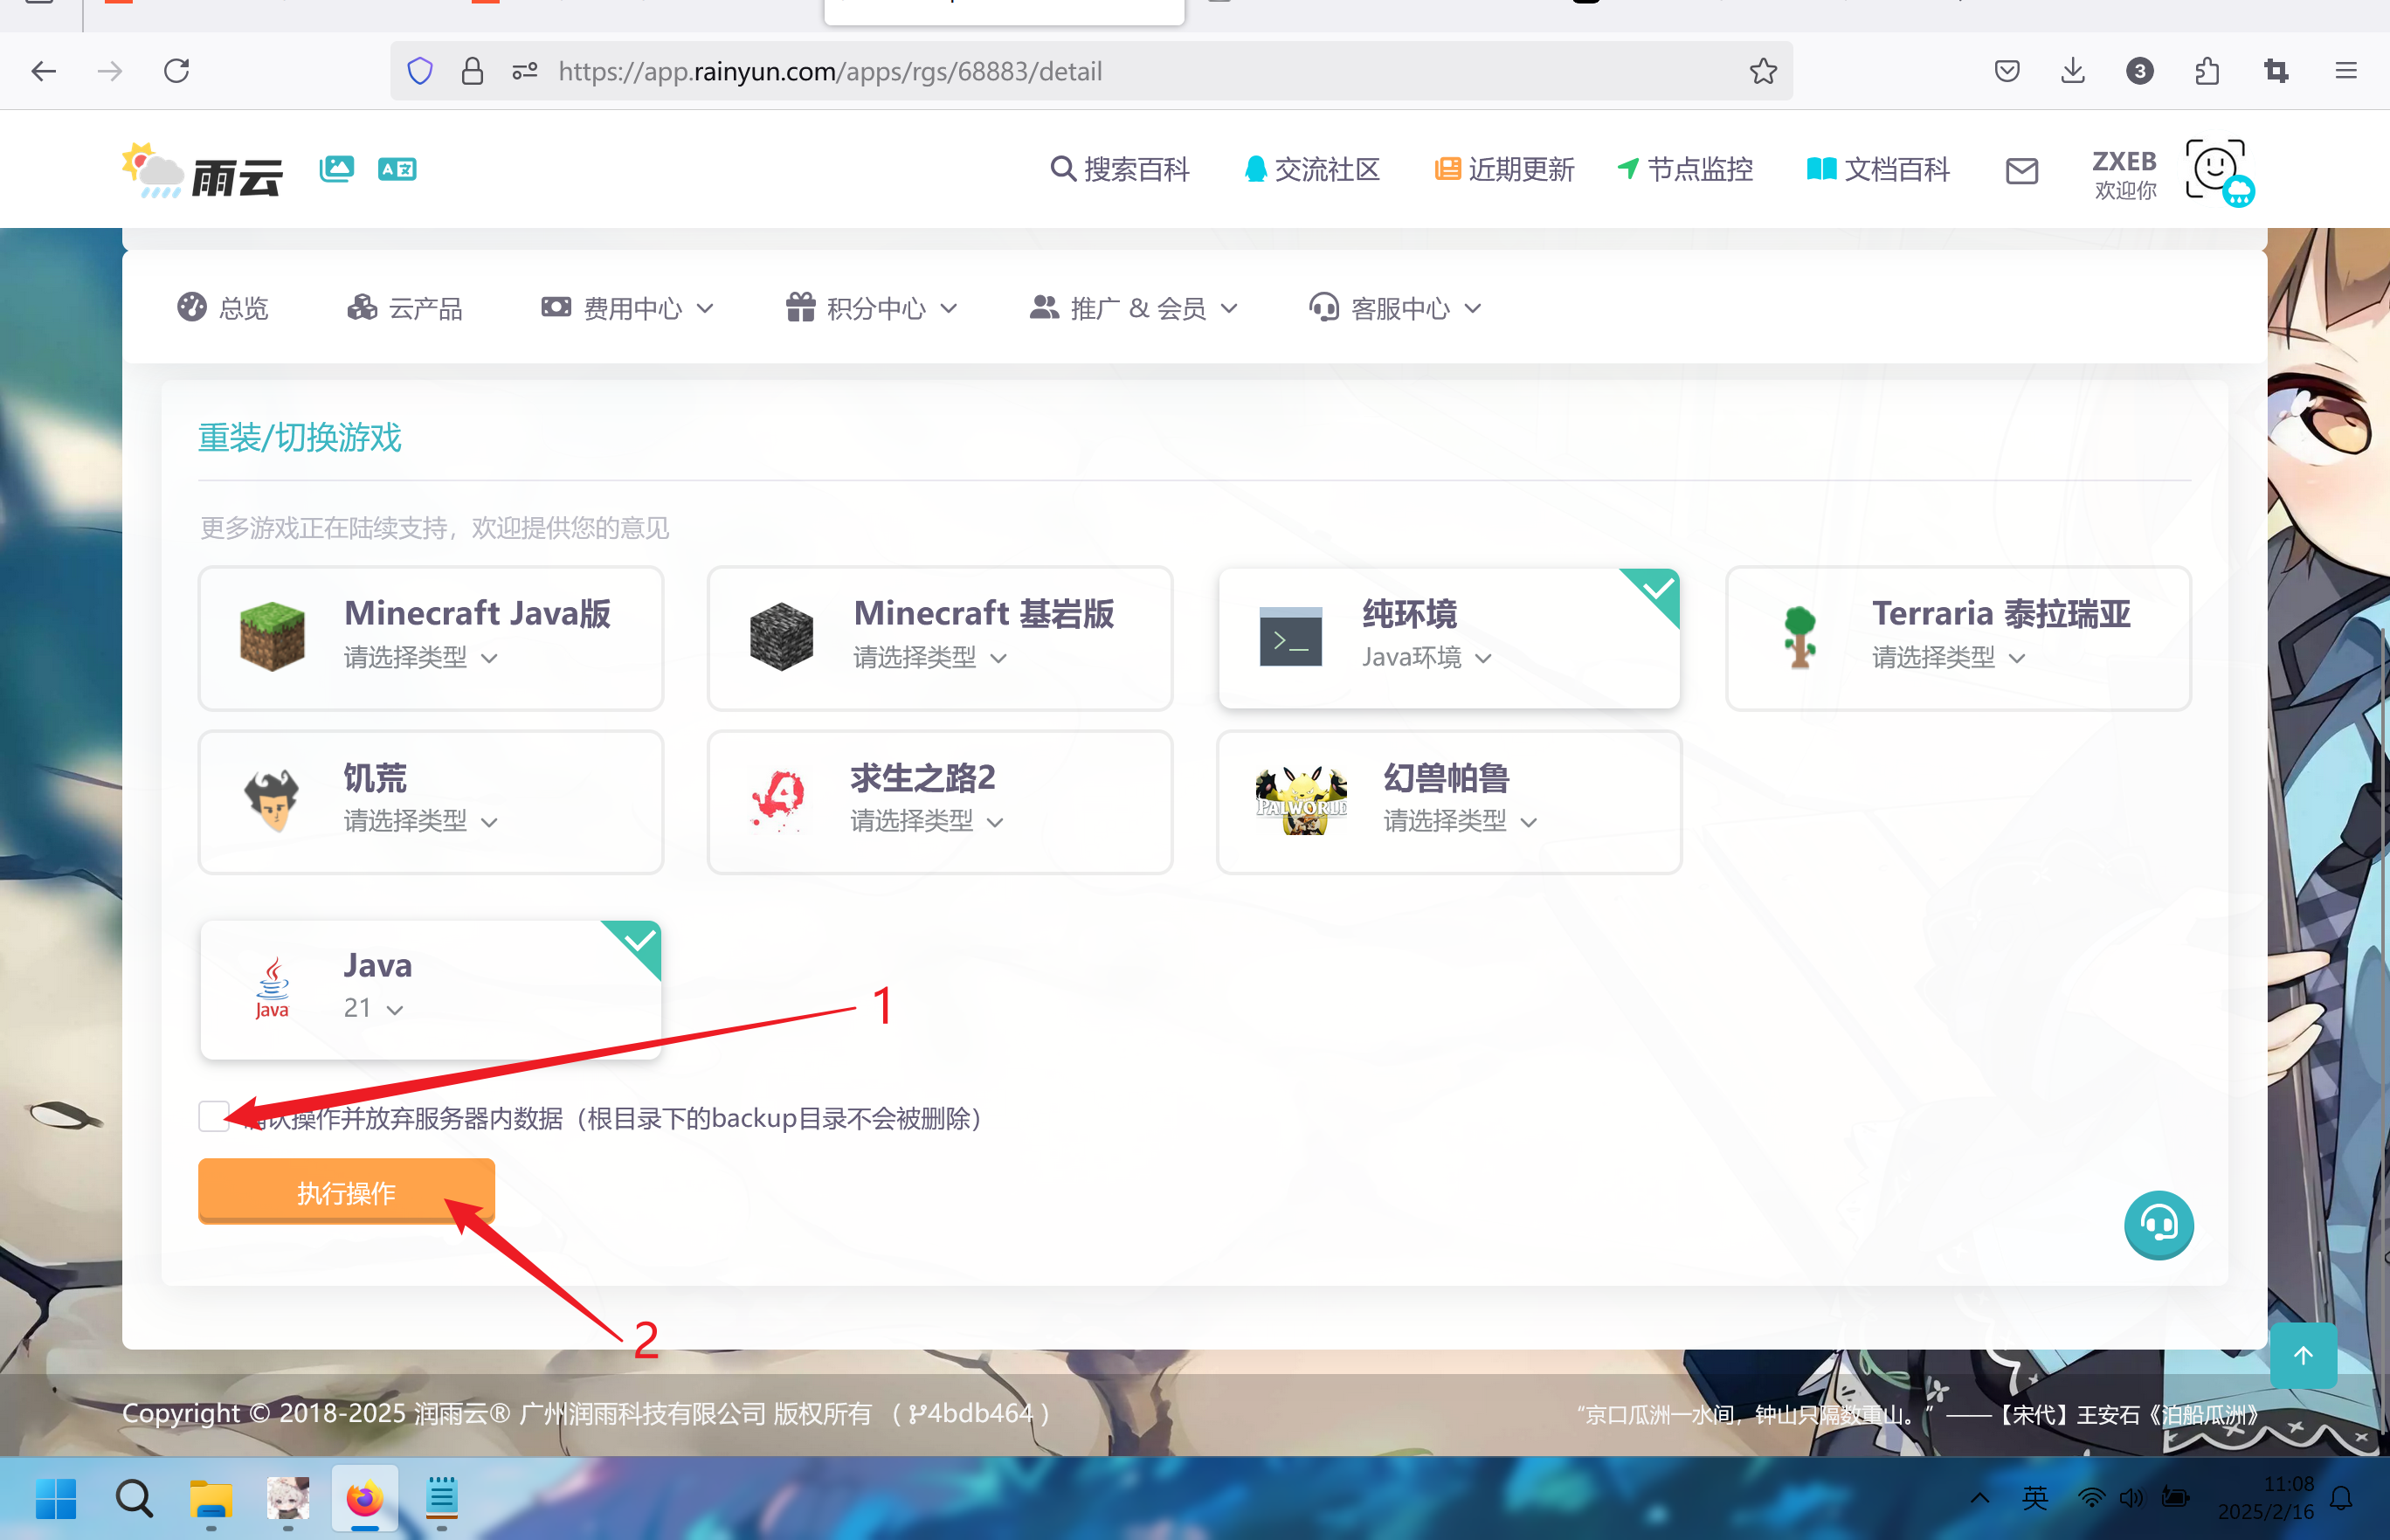 https://app.rainyun.com/apps/rgs/68883/detail
3
雨云
A文
搜索百科
交流社区
近期更新
节点监控
文档百科
ZXEB
欢迎你
总览
云产品
费用中心
积分中心
推广 & 会员
客服中心
重装/切换游戏
更多游戏正在陆续支持，欢迎提供您的意见
Minecraft Java版
请选择类型
Minecraft 基岩版
请选择类型
纯环境
Java环境
Terraria 泰拉瑞亚
请选择类型
饥荒
请选择类型
求生之路2
请选择类型
PALWORLD
幻兽帕鲁
请选择类型
Java
Java
21
1
认操作并放弃服务器内数据（根目录下的backup目录不会被删除）
执行操作
2
Copyright © 2018-2025 润雨云® 广州润雨科技有限公司 版权所有 （4bdb464）
“京口瓜洲一水间，钟山只隔数重山。” ——【宋代】王安石《泊船瓜洲》
英
11:08
2025/2/16